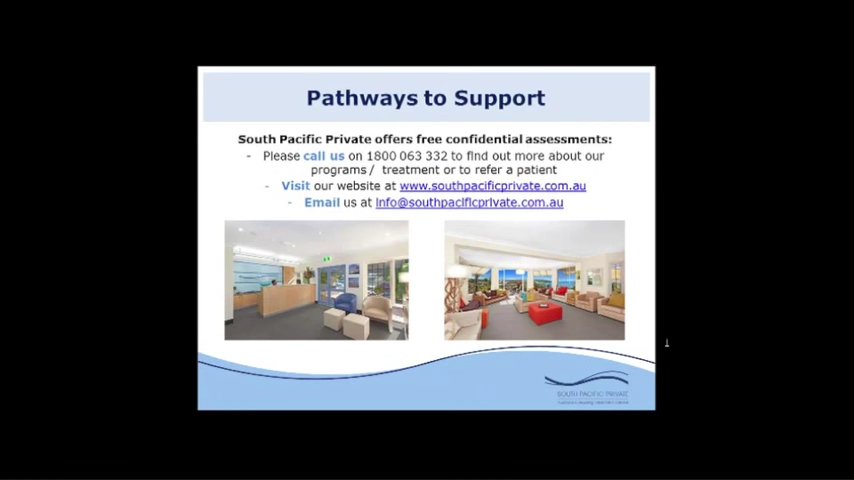 Pathways to Support
South Pacific Private offers free confidential assessments:
- Please call us on 1800 063 332 to find out more about our
programs / treatment or to refer a patient
- Visit our website at www.southpacificprivate.com.au
- Email us at info@southpacificprivate.com.au
SOUTH PACIFIC PRIVATE